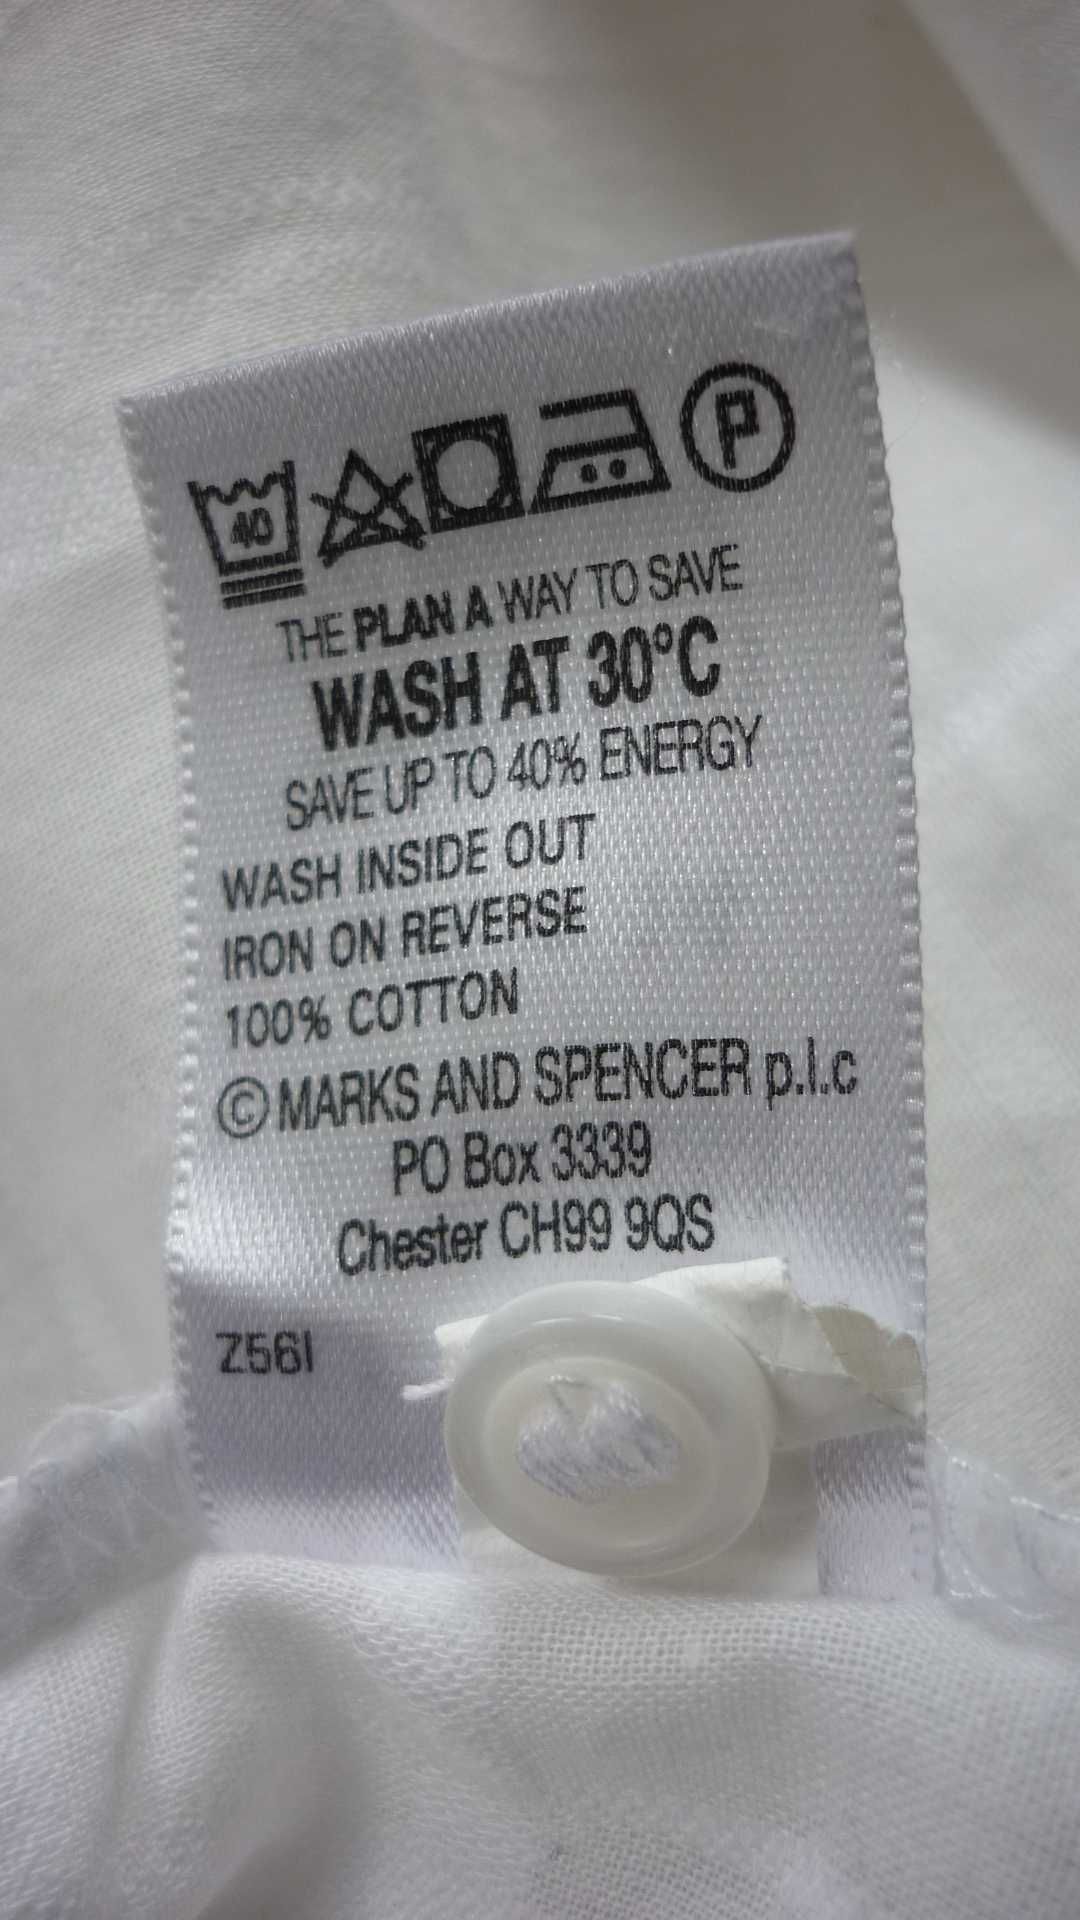 40 P
THE PLAN A WAY TO SAVE
WASH AT 30°C
SAVE UP TO 40% ENERGY
WASH INSIDE OUT
IRON ON REVERSE
100% COTTON
© MARKS AND SPENCER p.l.c
PO Box 3339
Chester CH99 9QS
Z56I